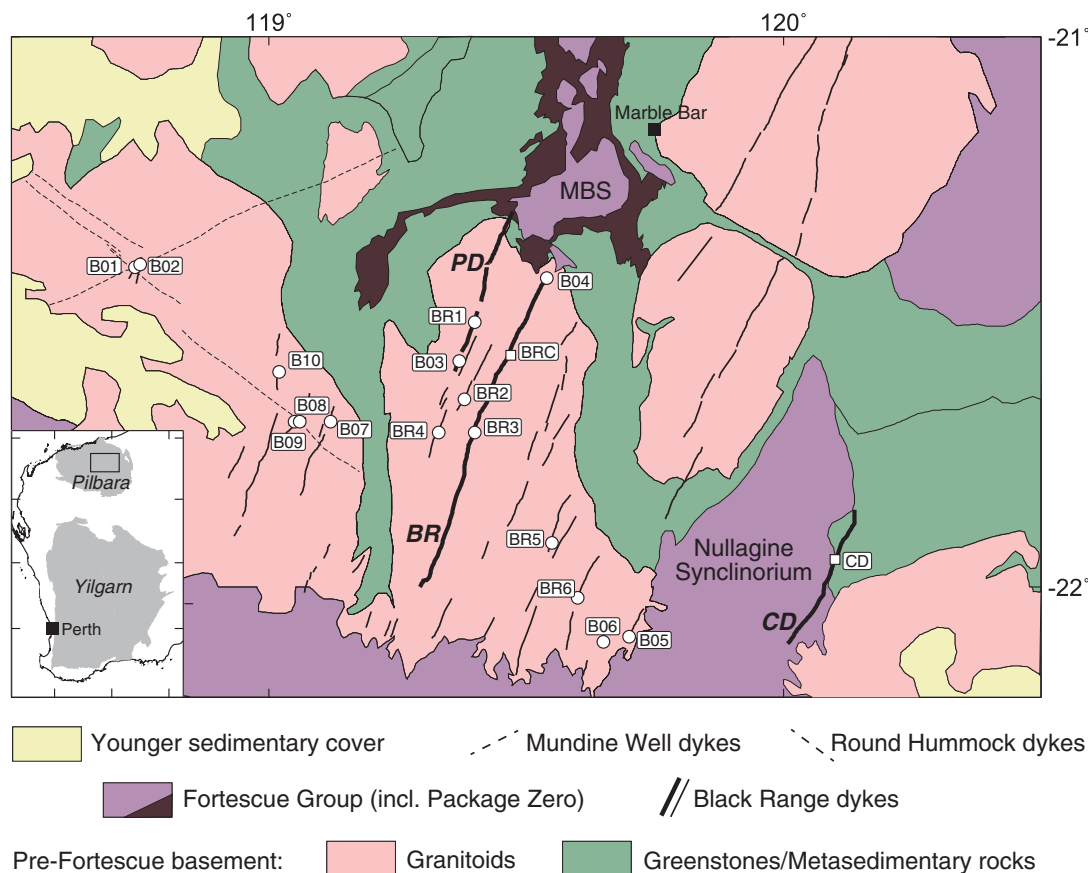 119° 120°
-21°
Marble Bar
MBS
B01 B02
PD
B04
BR1
BRC
B03
B10
BR2
B08
B09 B07
BR4 BR3
Pilbara
BR
BR5
Nullagine
Synclinorium
CD
Yilgarn
BR6
-22°
B06
CD
Perth
B05
Younger sedimentary cover
Mundine Well dykes
Round Hummock dykes
Fortescue Group (incl. Package Zero)
Black Range dykes
Pre-Fortescue basement:
Granitoids
Greenstones/Metasedimentary rocks